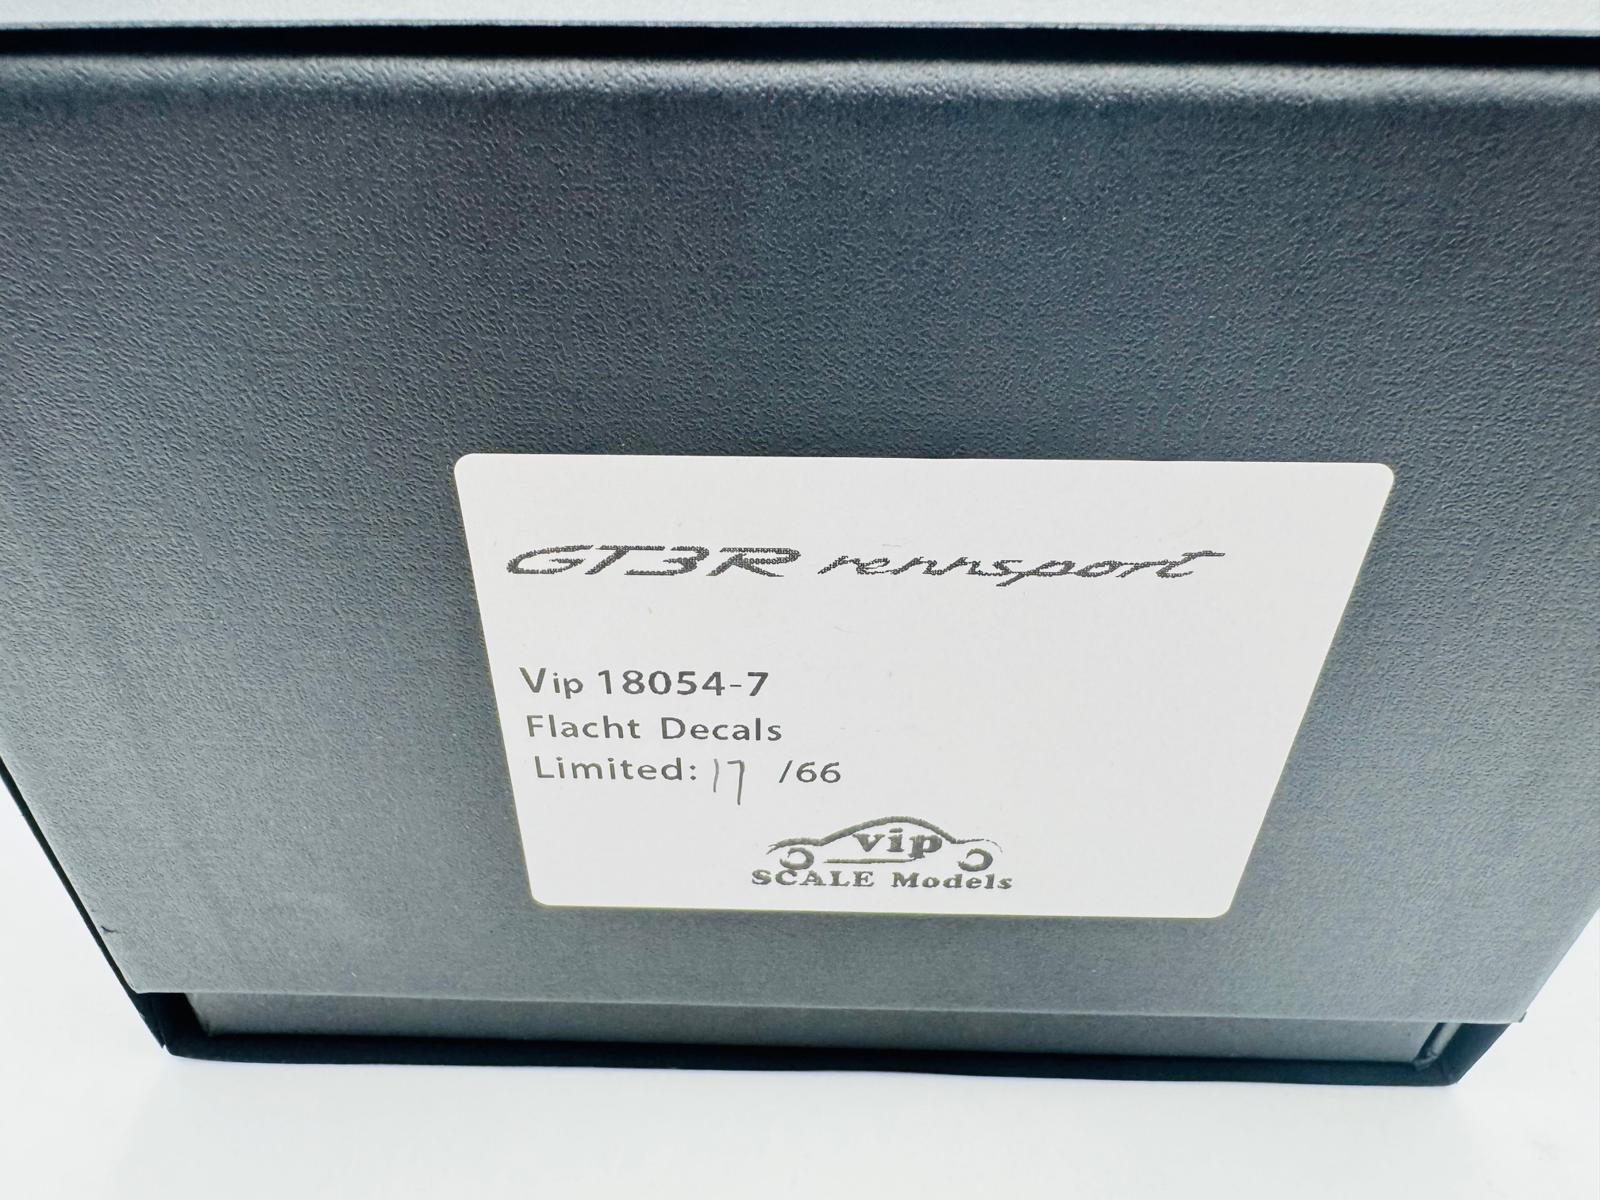 GT3R rennsport
Vip 18054-7
Flacht Decals
Limited: 17 /66
vip
SCALE Models